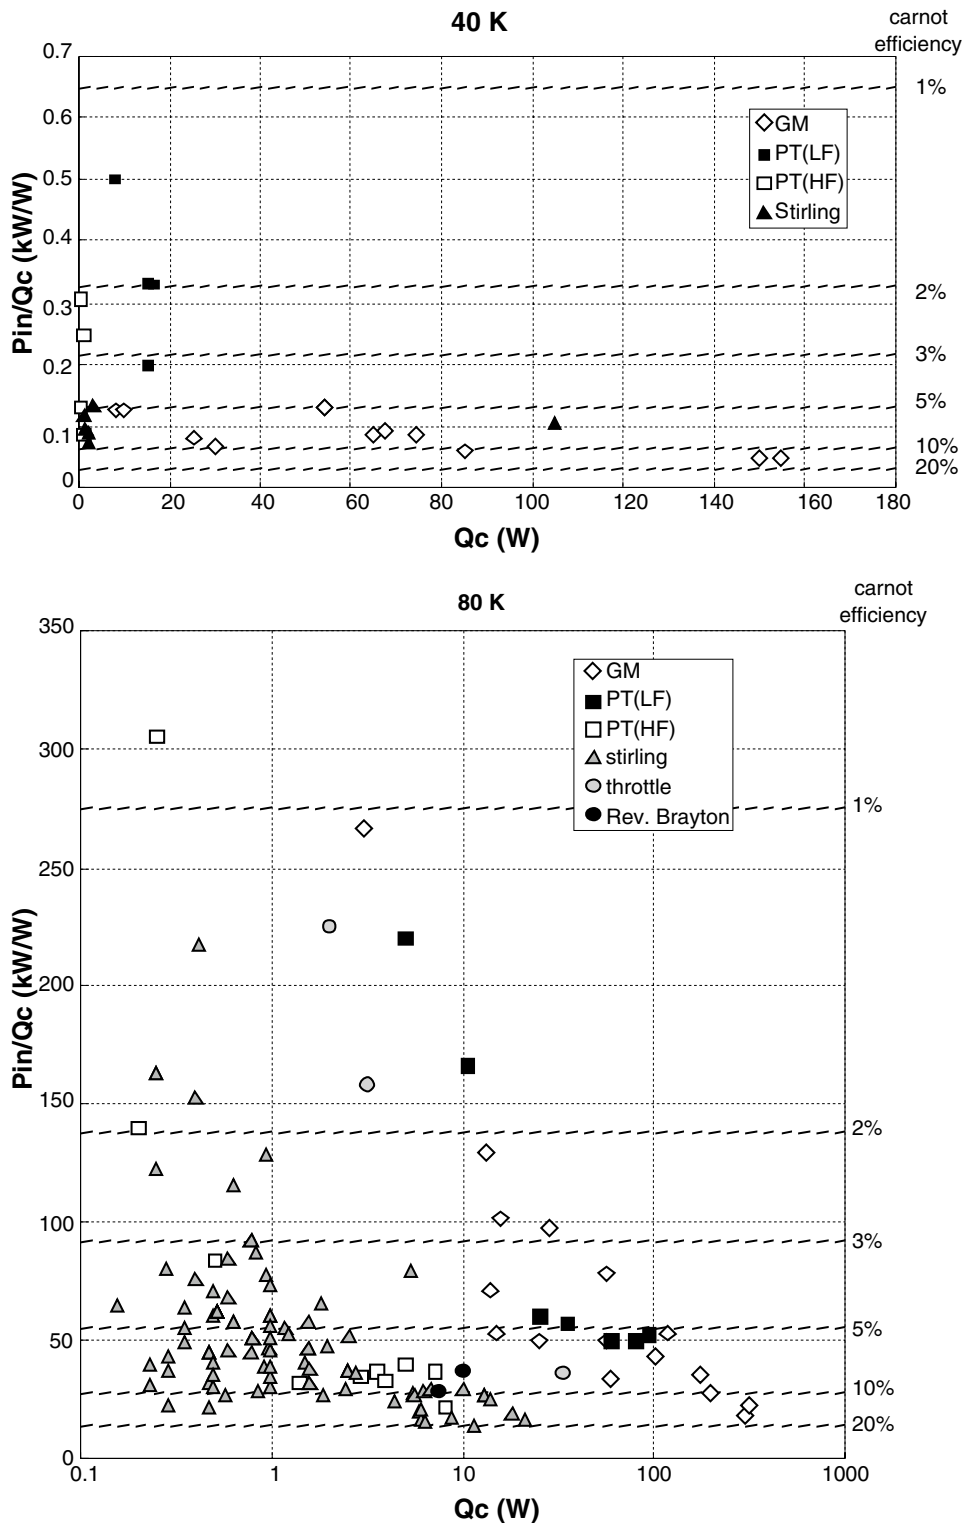 40 K
carnot
efficiency
0.7
0.6
0.5
0.4
0.3
0.2
0.1
0
Pin/Qc (kW/W)
1%
2%
3%
5%
10%
20%
GM
PT(LF)
PT(HF)
Stirling
0 20 40 60 80 100 120 140 160 180
Qc (W)
80 K
carnot
efficiency
350
300
250
200
150
100
50
0
Pin/Qc (kW/W)
GM
PT(LF)
PT(HF)
stirling
throttle
Rev. Brayton
1%
2%
3%
5%
10%
20%
0.1 1 10 100 1000
Qc (W)